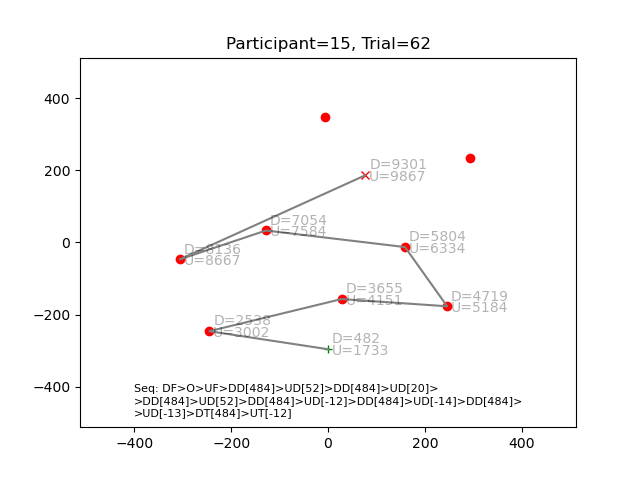 Participant=15, Trial=62
400
200
0
−200
−400
−400
−200
0
200
400
D=9301
U=9867
D=7054
U=7584
D=8136
U=8667
D=5804
U=6334
D=3655
U=4151
D=4719
U=5184
D=2538
U=3002
D=482
U=1733
Seq: DF>O>UF>DD[484]>UD[52]>DD[484]>UD[20]>
>DD[484]>UD[52]>DD[484]>UD[-12]>DD[484]>UD[-14]>DD[484]>
>UD[-13]>DT[484]>UT[-12]